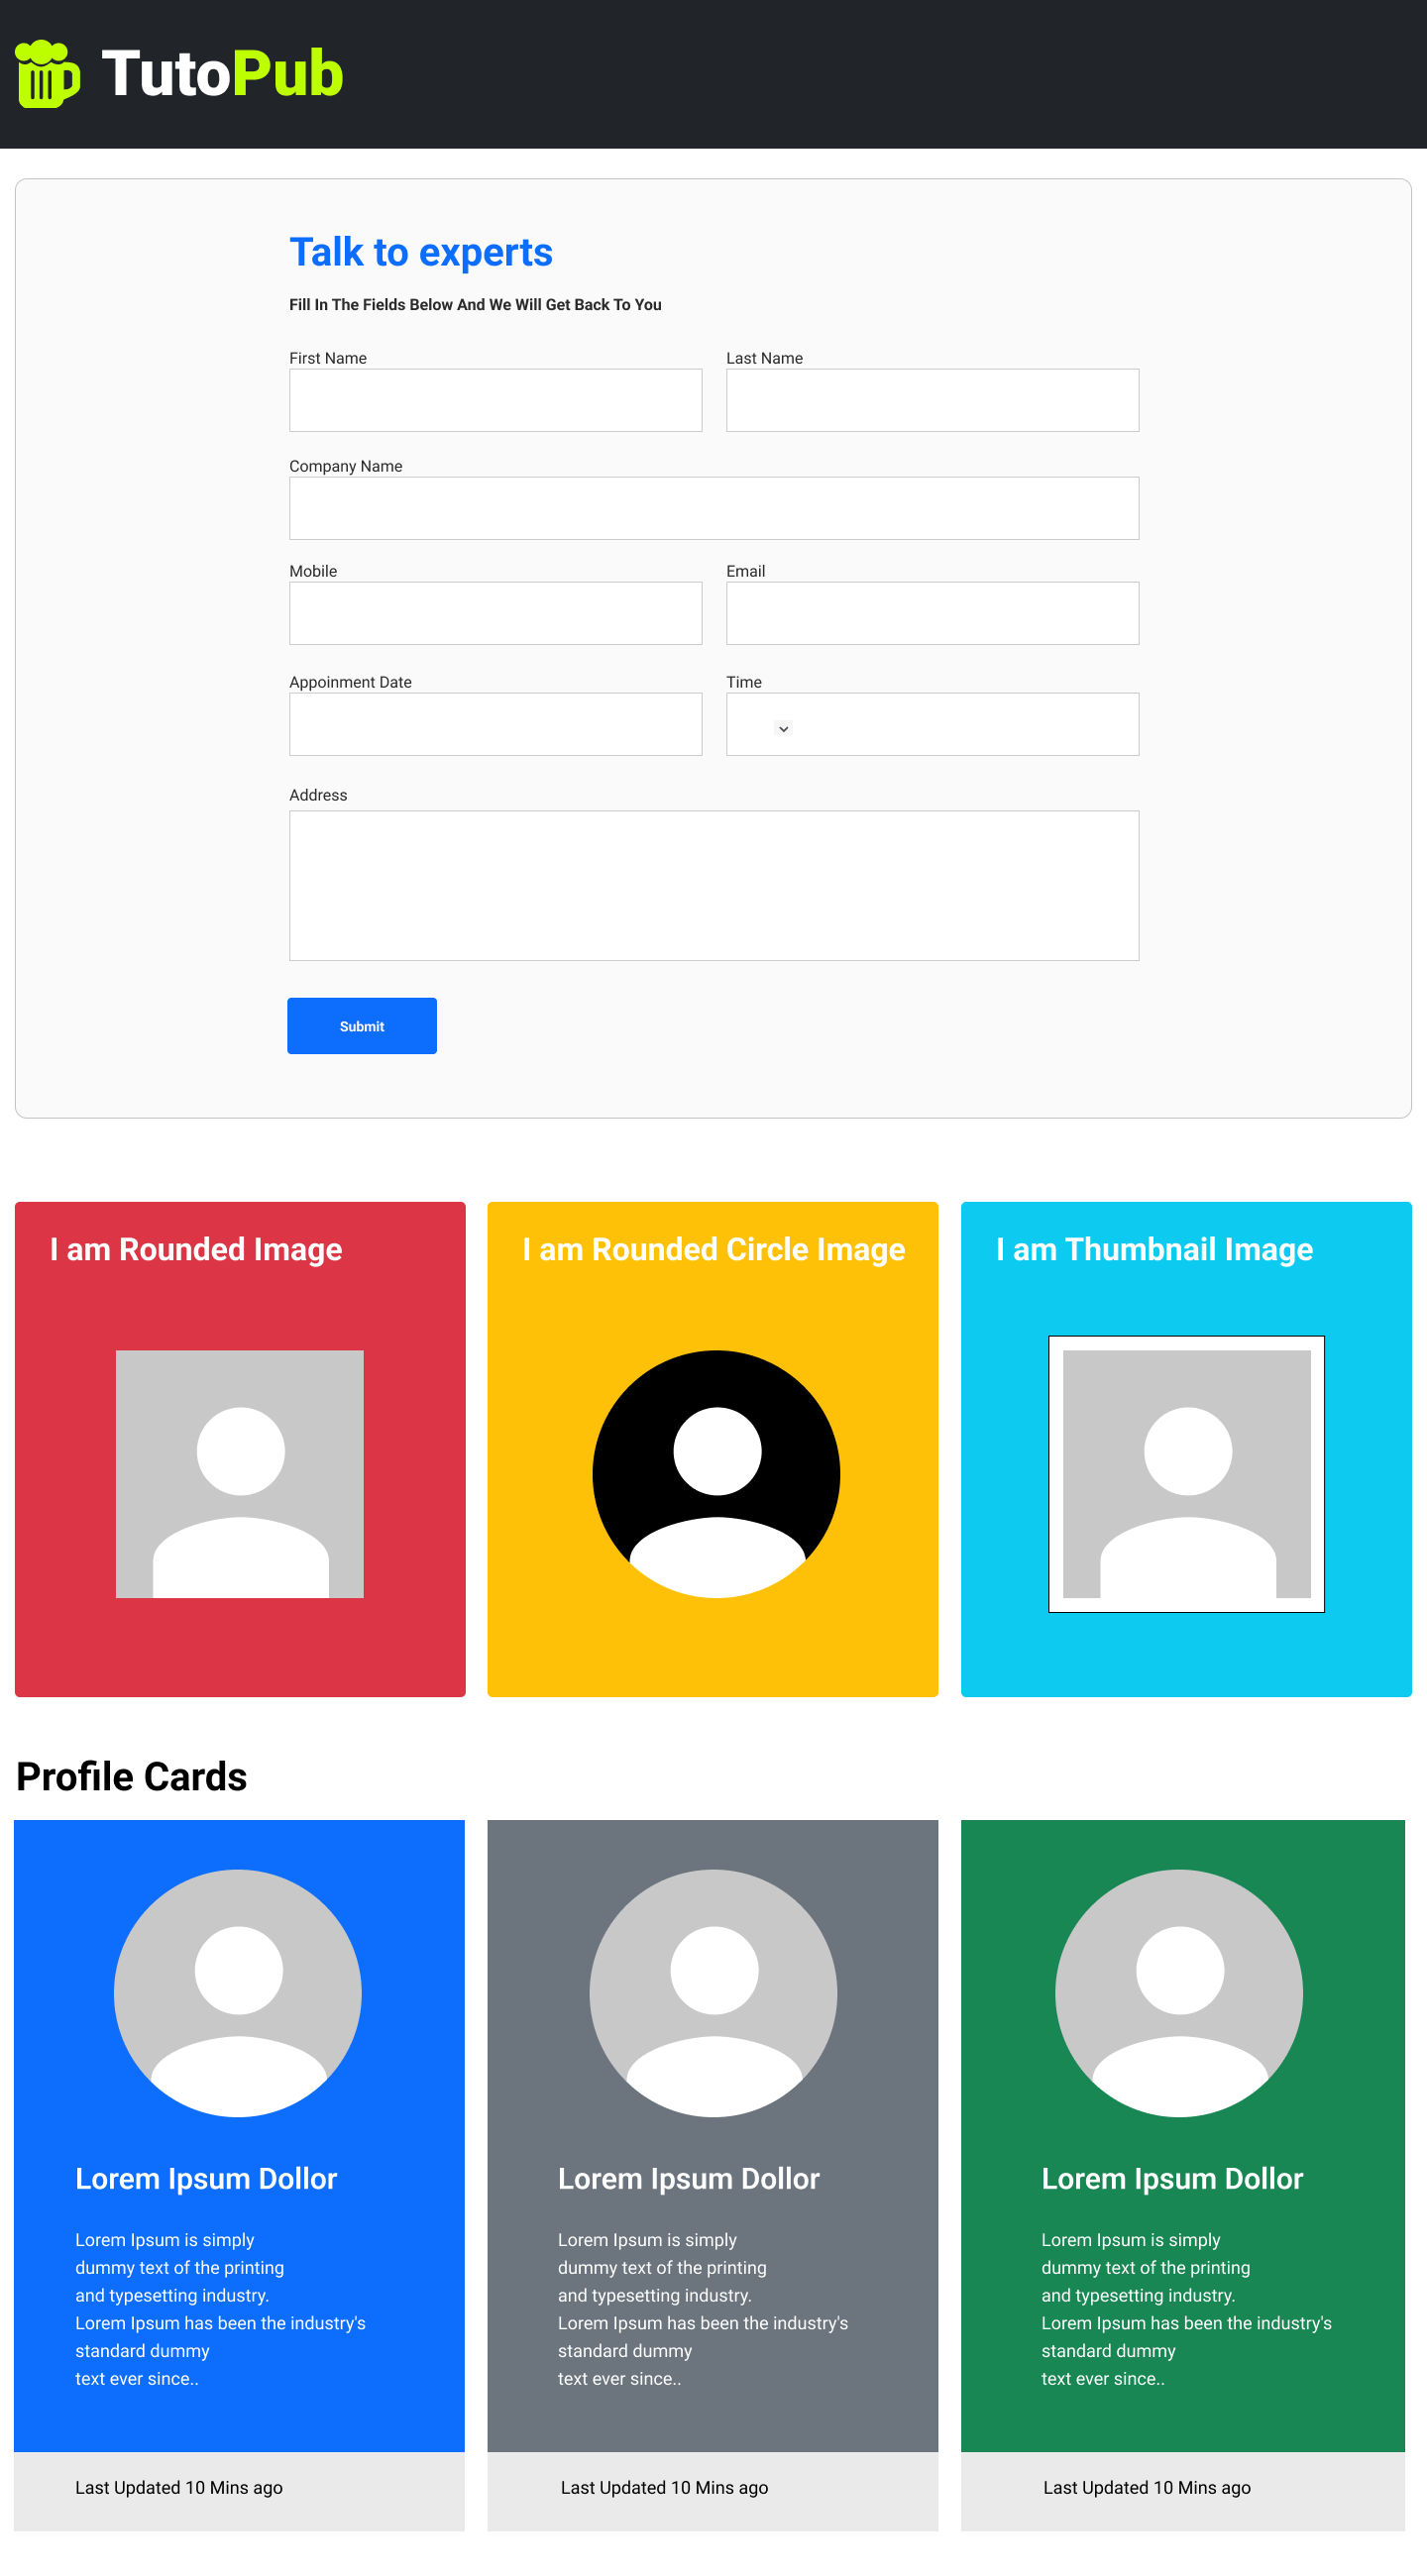 TutoPub
Talk to experts
Fill In The Fields Below And We Will Get Back To You
First Name
Last Name
Company Name
Mobile
Email
Appoinment Date
Time
Address
Submit
I am Rounded Image
I am Rounded Circle Image
I am Thumbnail Image
Profile Cards
Lorem Ipsum Dollor
Lorem Ipsum is simply
dummy text of the printing
and typesetting industry.
Lorem Ipsum has been the industry's
standard dummy
text ever since..
Last Updated 10 Mins ago
Lorem Ipsum Dollor
Lorem Ipsum is simply
dummy text of the printing
and typesetting industry.
Lorem Ipsum has been the industry's
standard dummy
text ever since..
Last Updated 10 Mins ago
Lorem Ipsum Dollor
Lorem Ipsum is simply
dummy text of the printing
and typesetting industry.
Lorem Ipsum has been the industry's
standard dummy
text ever since..
Last Updated 10 Mins ago